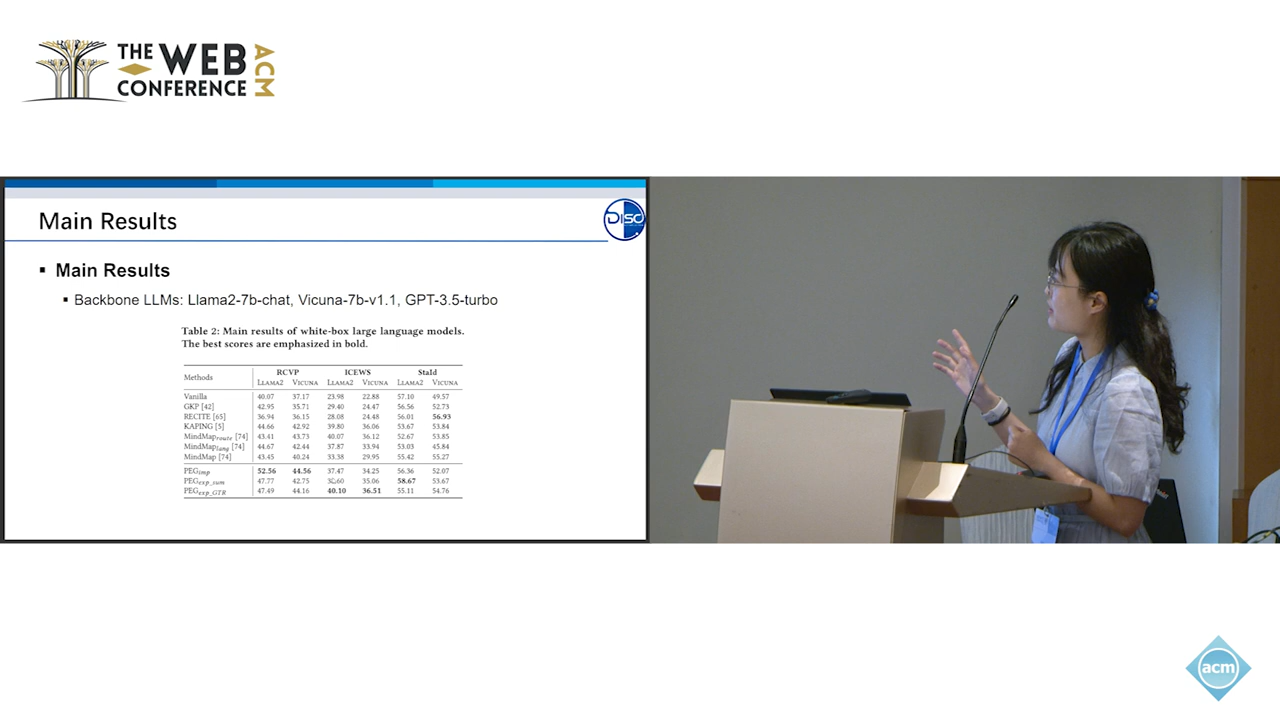 THE WEB
CONFERENCE
ACM
Main Results
DISC
▪ Main Results
▪ Backbone LLMs: Llama2-7b-chat, Vicuna-7b-v1.1, GPT-3.5-turbo
Table 2: Main results of white-box large language models.
The best scores are emphasized in bold.
Methods RCVP ICEWS StaId
LLAMA2 VICUNA LLAMA2 VICUNA LLAMA2 VICUNA
Vanilla 40.07 37.17 23.98 22.88 57.10 49.57
GKP [42] 42.95 35.71 29.40 24.47 56.56 52.73
RECITE [65] 36.94 36.15 28.08 24.48 56.01 56.93
KAPING [5] 44.66 42.92 39.80 36.06 53.67 53.84
MindMaproute [74] 43.41 43.73 40.07 36.12 52.67 53.85
MindMaplang [74] 44.67 42.44 37.87 33.94 53.03 45.84
MindMap [74] 43.45 40.24 33.38 29.95 55.42 55.27
PEGimp 52.56 44.56 37.47 34.25 56.36 52.07
PEGexp_sum 47.77 42.75 35.06 58.67 53.67
PEGexp_GTR 47.49 44.16 40.10 36.51 55.11 54.76
acm